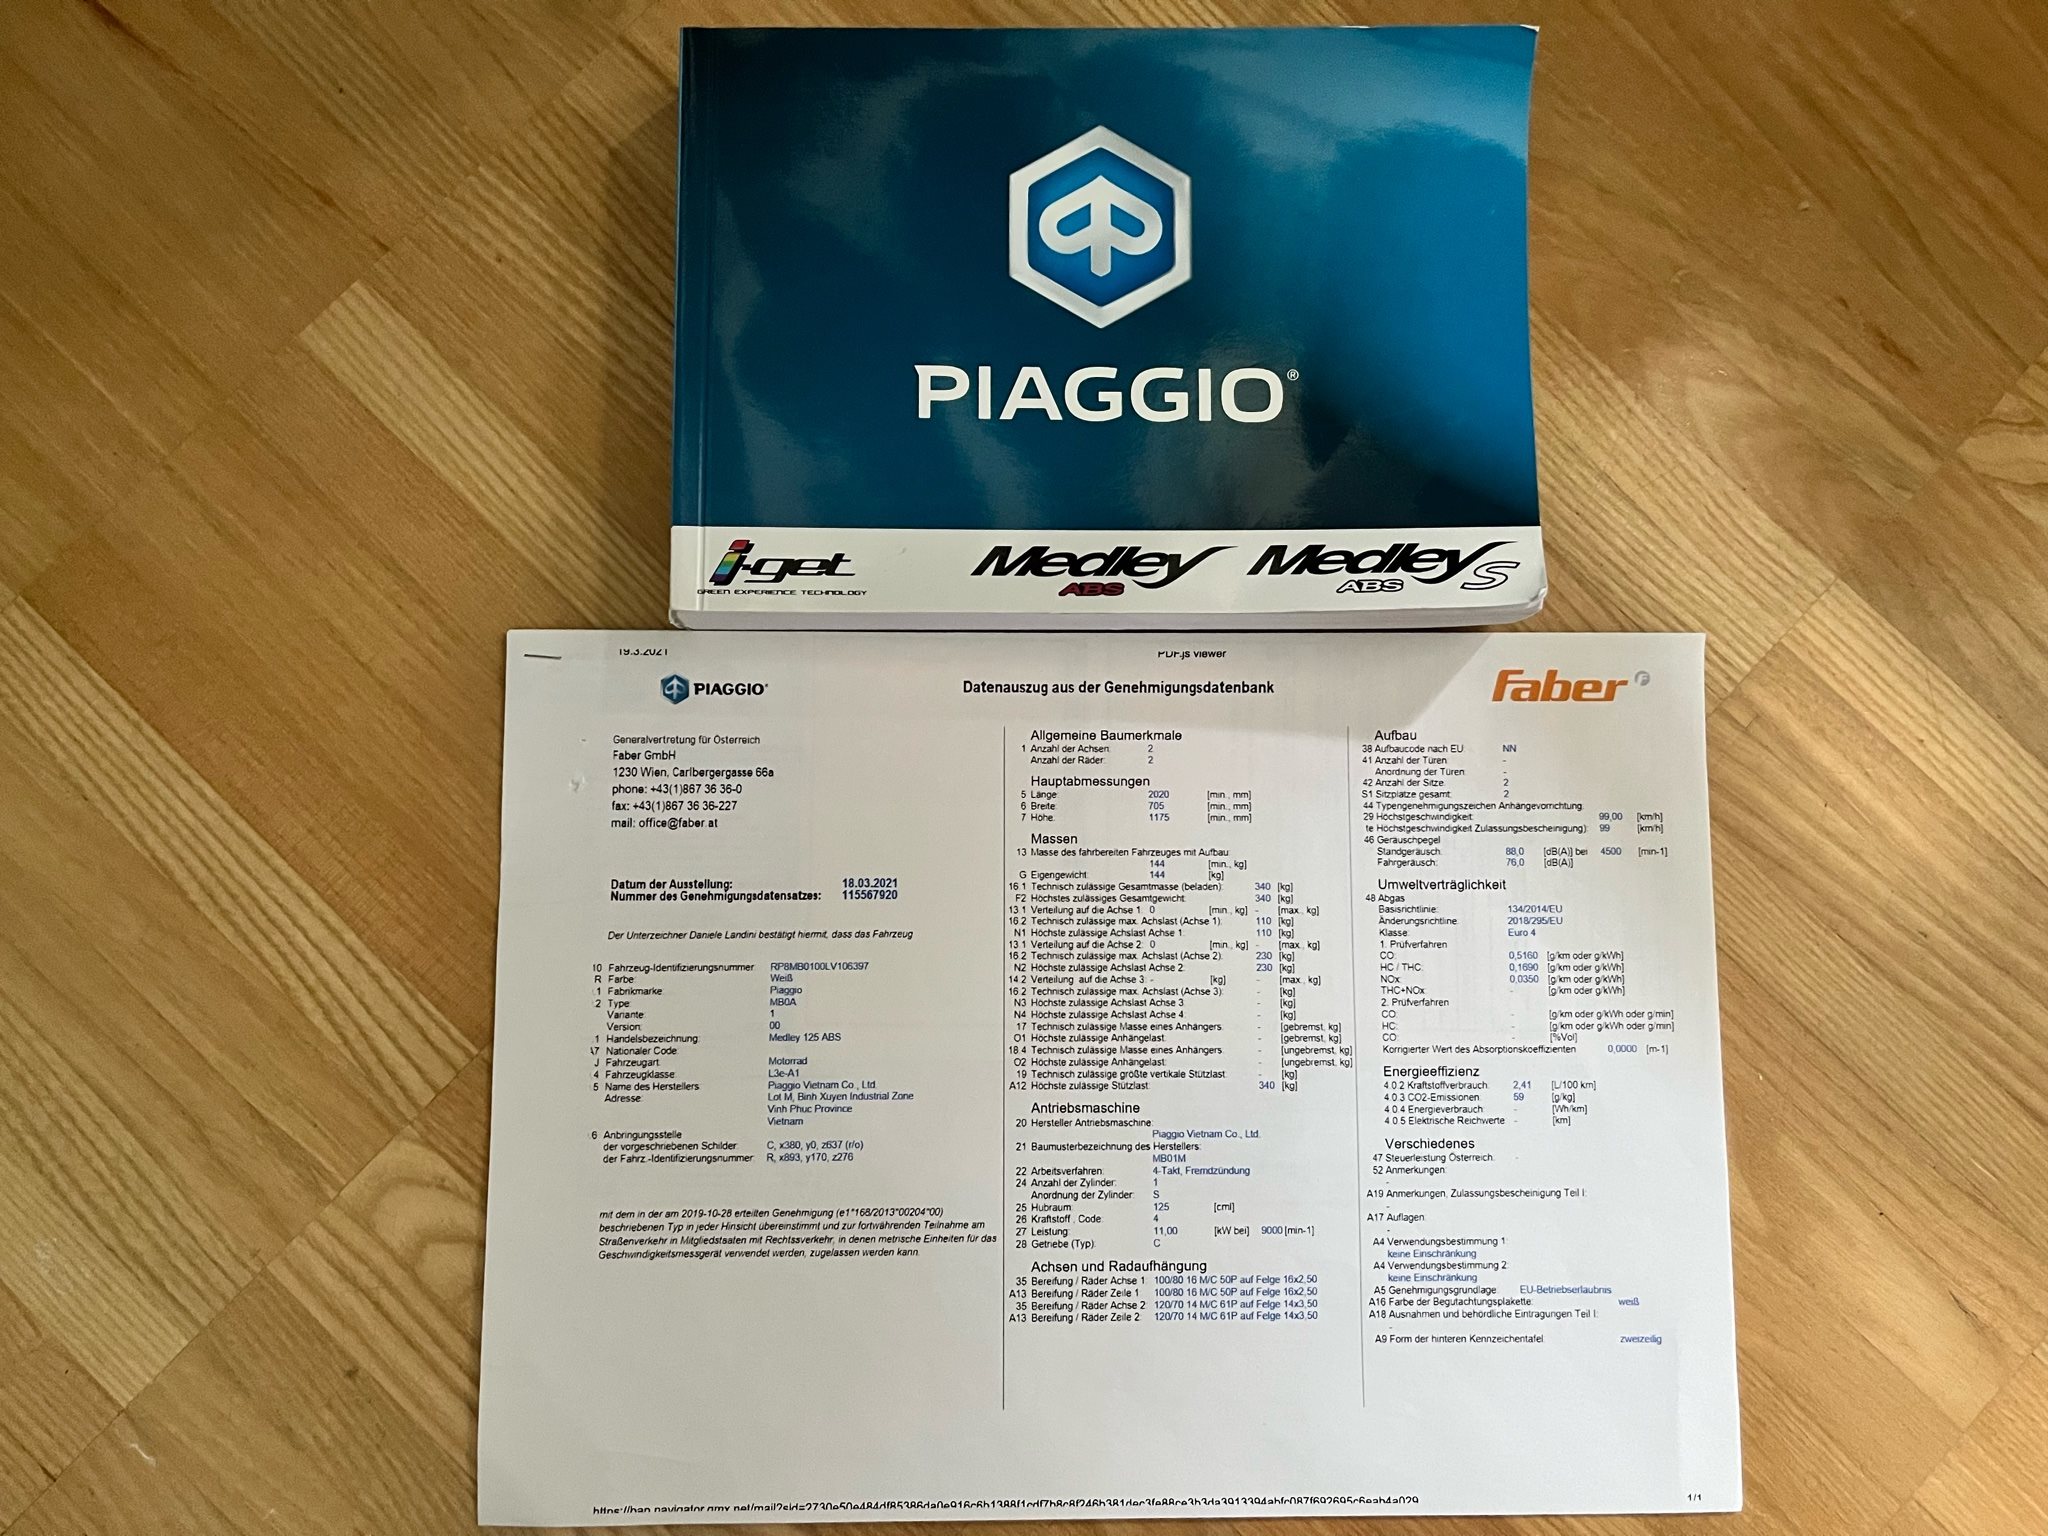 PIAGGIO®
i-get
GREEN EXPERIENCE TECHNOLOGY
Medley
ABS
Medley S
ABS
19.3.2021
PDF.js viewer
PIAGGIO®
Datenauszug aus der Genehmigungsdatenbank
faber
Generalvertretung für Österreich
Faber GmbH
1230 Wien, Carlbergergasse 66a
phone: +43(1)867 36 36-0
fax: +43(1)867 36 36-227
mail: office@faber.at
Datum der Ausstellung: 18.03.2021
Nummer des Genehmigungsdatensatzes: 115567920
Der Unterzeichner Daniele Landini bestätigt hiermit, dass das Fahrzeug
10 Fahrzeug-Identifizierungsnummer RP8MB0100LV106397
R Farbe: Weiß
.1 Fabrikmarke: Piaggio
.2 Type: MB0A
Variante: 1
Version: 00
.1 Handelsbezeichnung: Medley 125 ABS
A7 Nationaler Code:
J Fahrzeugart: Motorrad
4 Fahrzeugklasse: L3e-A1
5 Name des Herstellers Piaggio Vietnam Co., Ltd.
Adresse: Lot M, Binh Xuyen Industrial Zone
Vinh Phuc Province
Vietnam
6 Anbringungsstelle
der vorgeschriebenen Schilder: C, x380, y0, z637 (r/o)
der Fahrz.-Identifizierungsnummer: R, x893, y170, z276
mit dem in der am 2019-10-28 erteilten Genehmigung (e1*168/2013*00204*00)
beschriebenen Typ in jeder Hinsicht übereinstimmt und zur fortwährenden Teilnahme am
Straßenverkehr in Mitgliedstaaten mit Rechtsverkehr, in denen metrische Einheiten für das
Geschwindigkeitsmessgerät verwendet werden, zugelassen werden kann.
Allgemeine Baumerkmale
1 Anzahl der Achsen: 2
Anzahl der Räder: 2
Hauptabmessungen
5 Länge: 2020 [min., mm]
6 Breite: 705 [min., mm]
7 Höhe: 1175 [min., mm]
Massen
13 Masse des fahrbereiten Fahrzeuges mit Aufbau:
144 [min., kg]
G Eigengewicht: 144 [kg]
16.1 Technisch zulässige Gesamtmasse (beladen): 340 [kg]
F2 Höchstes zulässiges Gesamtgewicht: 340 [kg]
13.1 Verteilung auf die Achse 1: 0 [min., kg] - [max., kg]
16.2 Technisch zulässige max. Achslast (Achse 1): 110 [kg]
N1 Höchste zulässige Achslast Achse 1: 110 [kg]
13.1 Verteilung auf die Achse 2: 0 [min., kg] - [max., kg]
16.2 Technisch zulässige max. Achslast (Achse 2): 230 [kg]
N2 Höchste zulässige Achslast Achse 2: 230 [kg]
14.2 Verteilung auf die Achse 3: - [kg] - [max., kg]
16.2 Technisch zulässige max. Achslast (Achse 3): - [kg]
N3 Höchste zulässige Achslast Achse 3: - [kg]
N4 Höchste zulässige Achslast Achse 4: - [kg]
17 Technisch zulässige Masse eines Anhängers: - [gebremst, kg]
O1 Höchste zulässige Anhängelast: - [gebremst, kg]
18.4 Technisch zulässige Masse eines Anhängers: - [ungebremst, kg]
O2 Höchste zulässige Anhängelast: - [ungebremst, kg]
19 Technisch zulässige größte vertikale Stützlast: - [kg]
A12 Höchste zulässige Stützlast: 340 [kg]
Antriebsmaschine
20 Hersteller Antriebsmaschine:
Piaggio Vietnam Co., Ltd.
21 Baumusterbezeichnung des Herstellers:
MB01M
22 Arbeitsverfahren: 4-Takt, Fremdzündung
24 Anzahl der Zylinder: 1
Anordnung der Zylinder: S
25 Hubraum: 125 [cml]
26 Kraftstoff, Code: 4
27 Leistung: 11,00 [kW bei] 9000 [min-1]
28 Getriebe (Typ): C
Achsen und Radaufhängung
35 Bereifung / Räder Achse 1: 100/80 16 M/C 50P auf Felge 16x2,50
A13 Bereifung / Räder Zeile 1: 100/80 16 M/C 50P auf Felge 16x2,50
35 Bereifung / Räder Achse 2: 120/70 14 M/C 61P auf Felge 14x3,50
A13 Bereifung / Räder Zeile 2: 120/70 14 M/C 61P auf Felge 14x3,50
Aufbau
38 Aufbaucode nach EU: NN
41 Anzahl der Türen: -
Anordnung der Türen: -
42 Anzahl der Sitze: 2
S1 Sitzplätze gesamt: 2
44 Typengenehmigungszeichen Anhängevorrichtung:
29 Höchstgeschwindigkeit: 99,00 [km/h]
te Höchstgeschwindigkeit Zulassungsbescheinigung): 99 [km/h]
46 Geräuschpegel
Standgeräusch: 88,0 [dB(A)] bei 4500 [min-1]
Fahrgeräusch: 76,0 [dB(A)]
Umweltverträglichkeit
48 Abgas
Basisrichtlinie: 134/2014/EU
Änderungsrichtline: 2018/295/EU
Klasse: Euro 4
1. Prüfverfahren
CO: 0,5160 [g/km oder g/kWh]
HC / THC: 0,1690 [g/km oder g/kWh]
NOx: 0,0350 [g/km oder g/kWh]
THC+NOx: - [g/km oder g/kWh]
2. Prüfverfahren
CO: - [g/km oder g/kWh oder g/min]
HC: - [g/km oder g/kWh oder g/min]
CO: - [%Vol]
Korrigierter Wert des Absorptionskoeffizienten 0,0000 [m-1]
Energieeffizienz
4.0.2 Kraftstoffverbrauch: 2,41 [L/100 km]
4.0.3 CO2-Emissionen: 59 [g/kg]
4.0.4 Energieverbrauch: - [Wh/km]
4.0.5 Elektrische Reichwerte - [km]
Verschiedenes
47 Steuerleistung Österreich: -
52 Anmerkungen:
-
A19 Anmerkungen, Zulassungsbescheinigung Teil I:
-
A17 Auflagen:
-
A4 Verwendungsbestimmung 1:
keine Einschränkung
A4 Verwendungsbestimmung 2:
keine Einschränkung
A5 Genehmigungsgrundlage: EU-Betriebserlaubnis
A16 Farbe der Begutachtungsplakette: weiß
A18 Ausnahmen und behördliche Eintragungen Teil I:
-
A9 Form der hinteren Kennzeichentafel: zweizeilig
1/1